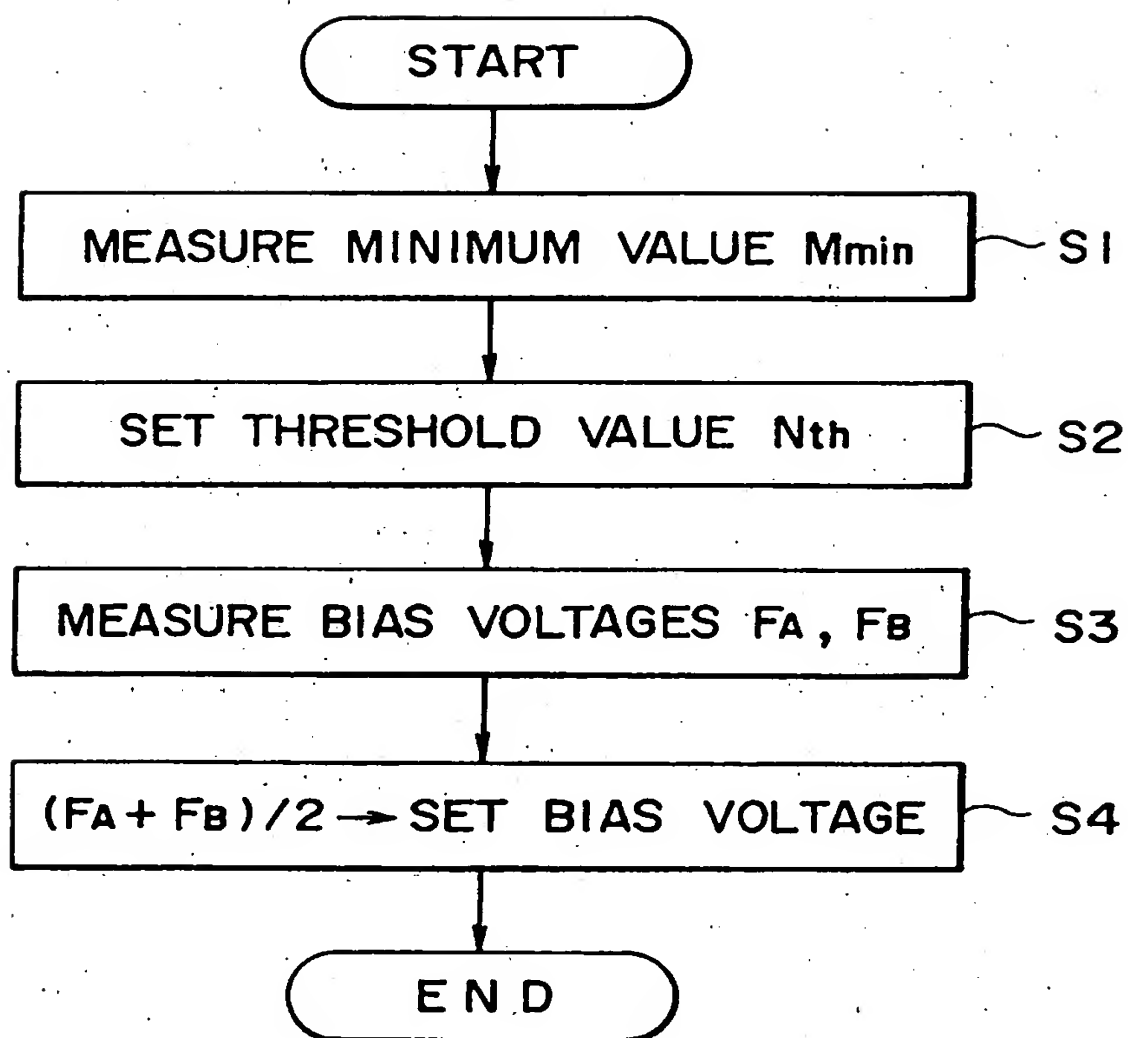 START
MEASURE MINIMUM VALUE Mmin S1
SET THRESHOLD VALUE Nth S2
MEASURE BIAS VOLTAGES FA, FB S3
(FA+FB)/2→SET BIAS VOLTAGE S4
END